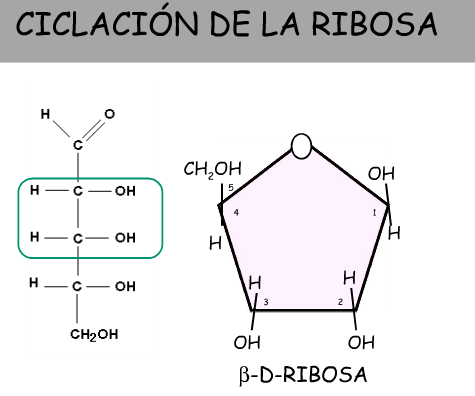 CICLACIÓN DE LA RIBOSA
H O
C
H C OH
H C OH
H C OH
CH2OH
O
CH2OH OH
5
4 1
H H
H H
3 2
OH OH
β-D-RIBOSA